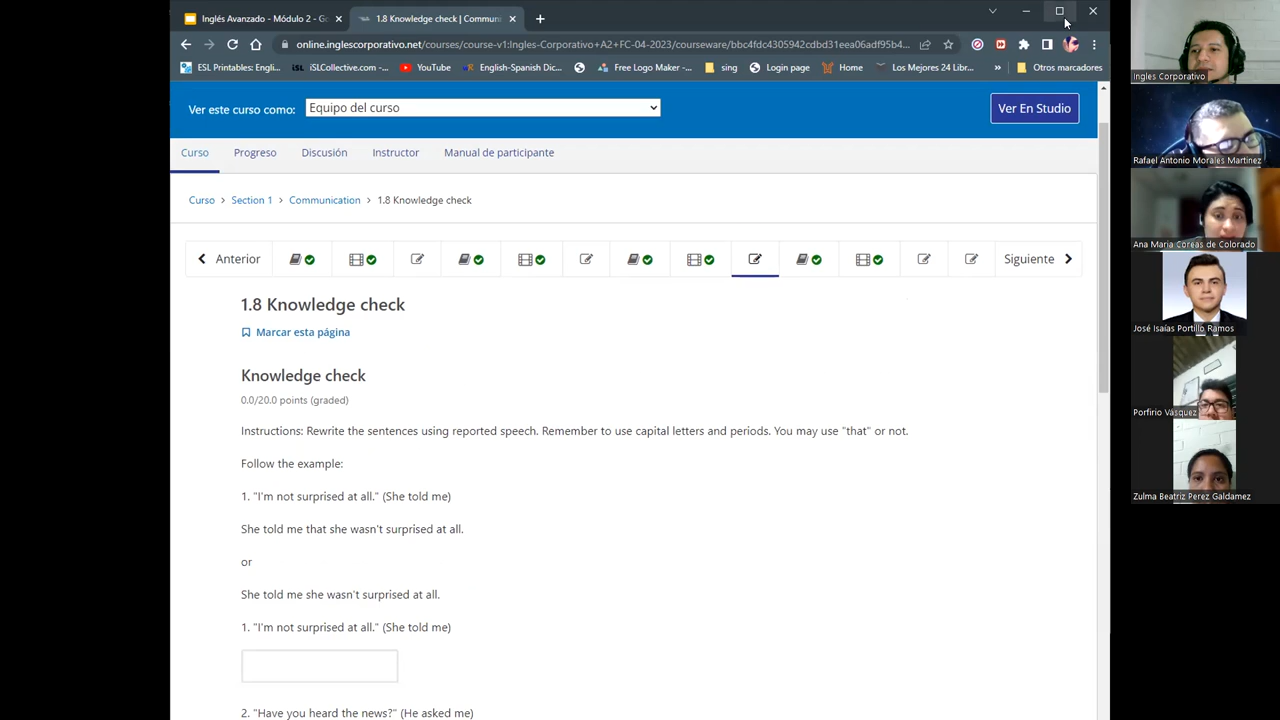 Inglés Avanzado - Módulo 2 - Go
1.8 Knowledge check | Communi
online.inglescorporativo.net/courses/course-v1:Ingles-Corporativo+A2+FC-04-2023/courseware/bbc4fdc4305942cdbd31eea06adf95b4...
ESL Printables: Engli...
iSL
iSLCollective.com -...
YouTube
English-Spanish Dic...
Free Logo Maker -...
sing
Login page
Home
Los Mejores 24 Libr...
»
Otros marcadores
Ver este curso como:
Equipo del curso
Ver En Studio
Curso
Progreso
Discusión
Instructor
Manual de participante
Curso > Section 1 > Communication > 1.8 Knowledge check
Anterior
Siguiente
1.8 Knowledge check
Marcar esta página
Knowledge check
0.0/20.0 points (graded)
Instructions: Rewrite the sentences using reported speech. Remember to use capital letters and periods. You may use "that" or not.
Follow the example:
1. "I'm not surprised at all." (She told me)
She told me that she wasn't surprised at all.
or
She told me she wasn't surprised at all.
1. "I'm not surprised at all." (She told me)
2. "Have you heard the news?" (He asked me)
Ingles Corporativo
Rafael Antonio Morales Martinez
Ana Maria Coreas de Colorado
José Isaías Portillo Ramos
Porfirio Vásquez
Zulma Beatriz Perez Galdamez